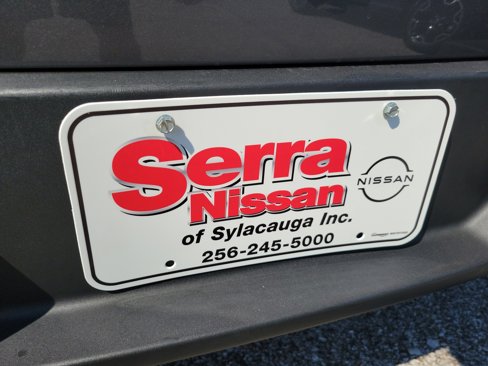 Serra
Nissan
NISSAN
of Sylacauga Inc.
256-245-5000